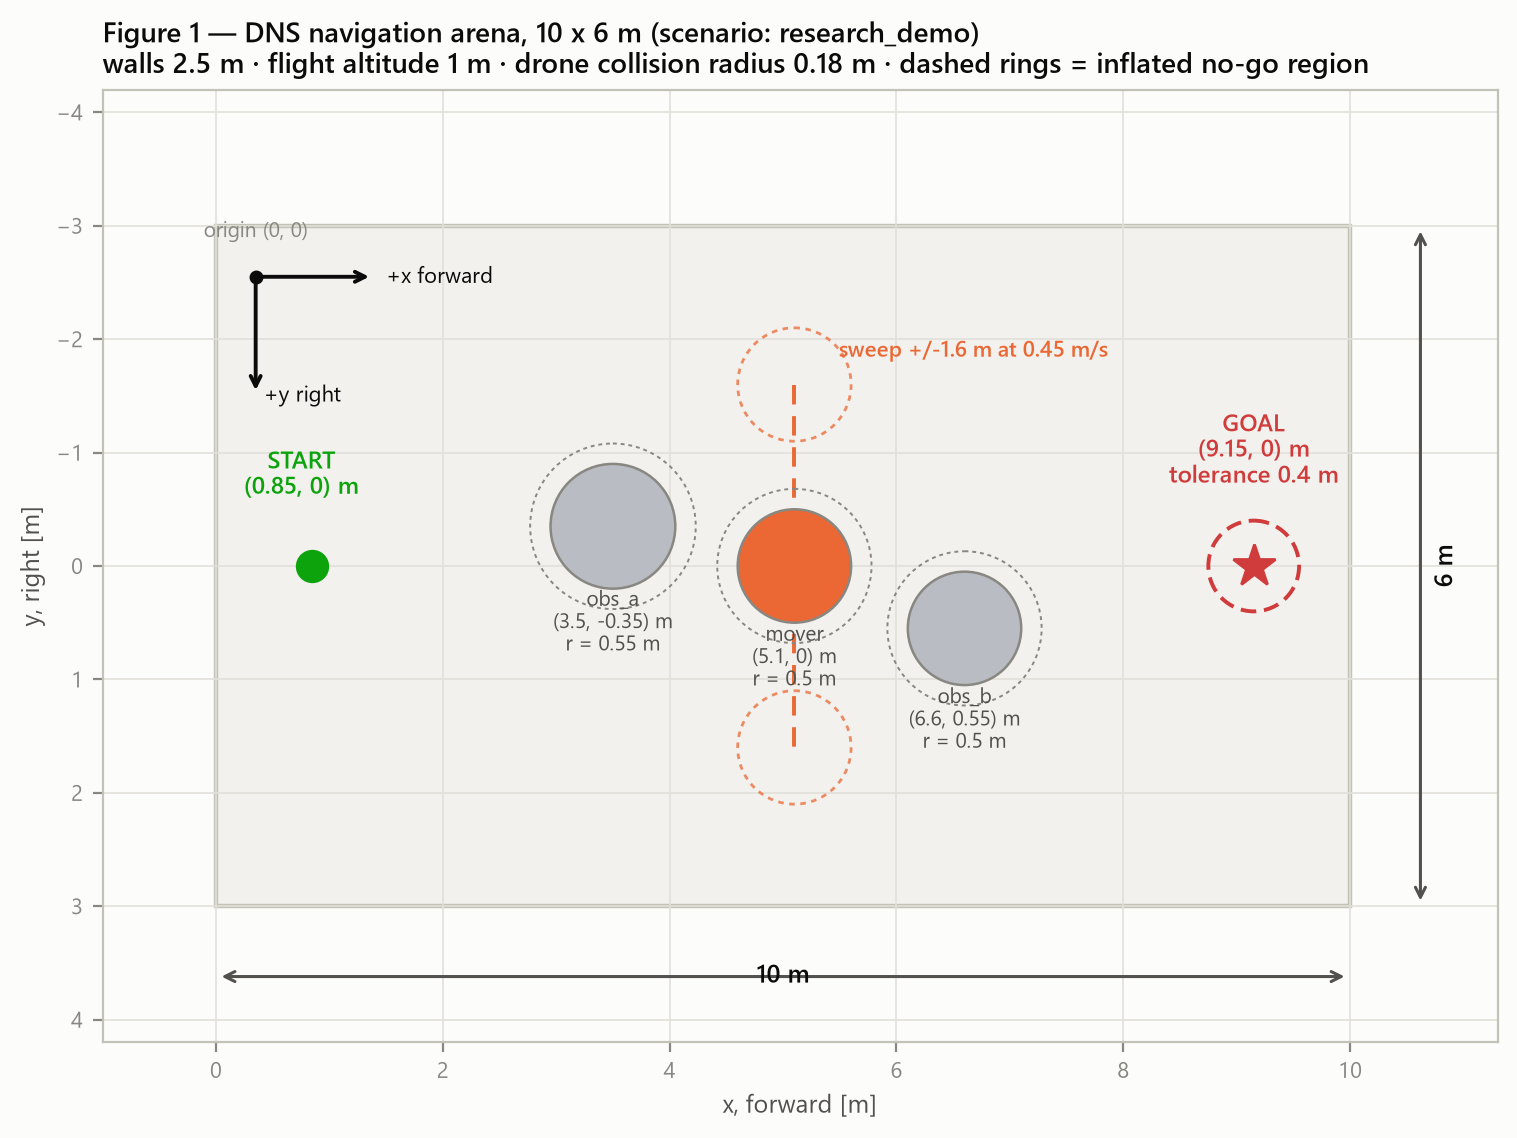 Figure 1 — DNS navigation arena, 10 x 6 m (scenario: research_demo)
walls 2.5 m · flight altitude 1 m · drone collision radius 0.18 m · dashed rings = inflated no-go region
−4
−3
−2
−1
0
1
2
3
4
y, right [m]
origin (0, 0)
+x forward
+y right
START
(0.85, 0) m
sweep +/-1.6 m at 0.45 m/s
GOAL
(9.15, 0) m
tolerance 0.4 m
obs_a
(3.5, -0.35) m
r = 0.55 m
mover
(5.1, 0) m
r = 0.5 m
obs_b
(6.6, 0.55) m
r = 0.5 m
6 m
10 m
0
2
4
6
8
10
x, forward [m]